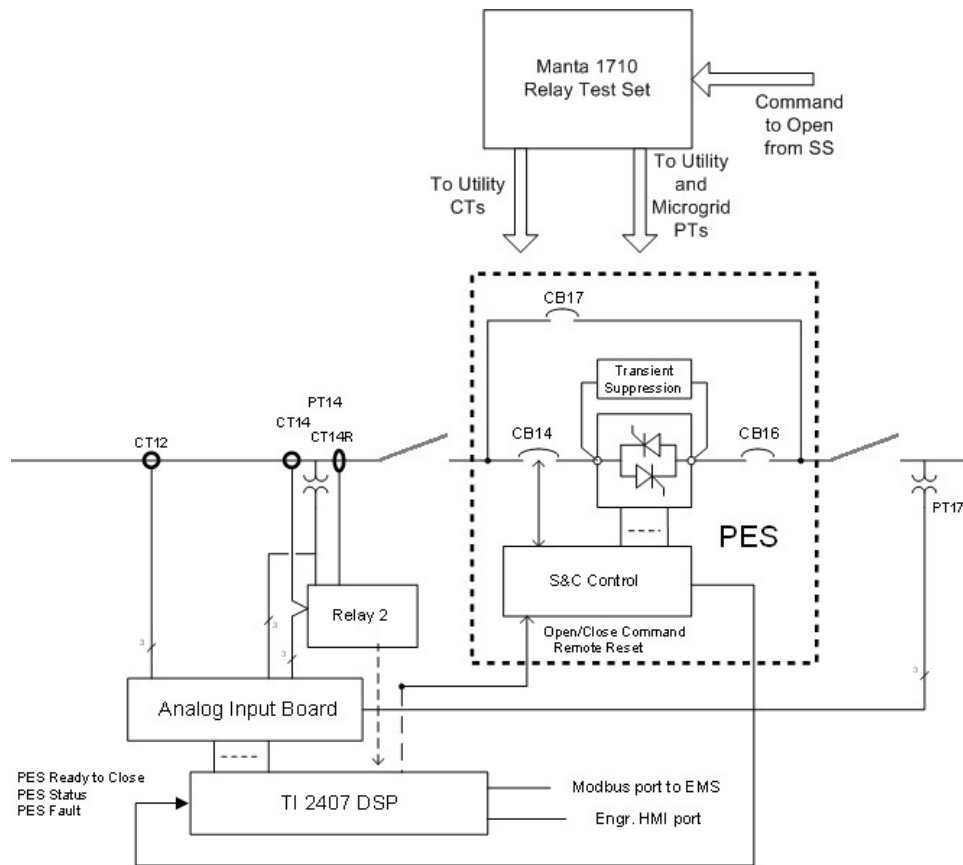 Manta 1710
Relay Test Set
Command
to Open
from SS
To Utility
CTs
To Utility
and
Microgrid
PTs
CB17
Transient
Suppression
PT14
CT14
CT14R
CT12
CB14
CB16
PT17
PES
S&C Control
Relay 2
Open/Close Command
Remote Reset
3
3
3
3
Analog Input Board
PES Ready to Close
PES Status
PES Fault
TI 2407 DSP
Modbus port to EMS
Engr. HMI port